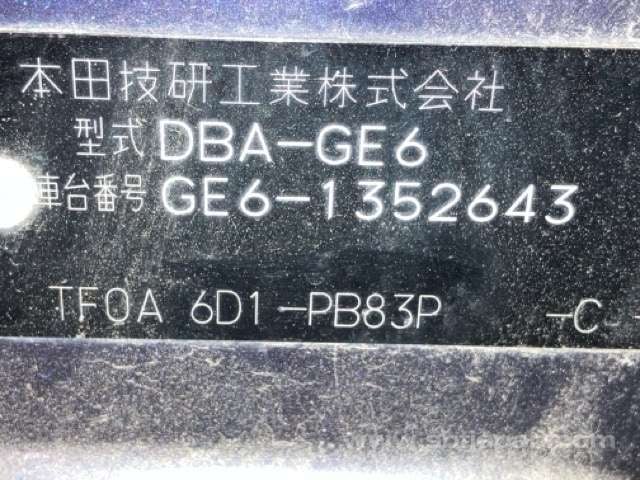 本田技研工業株式会社
型式 DBA-GE6
車台番号 GE6-1352643
TF0A 6D1-PB83P -C